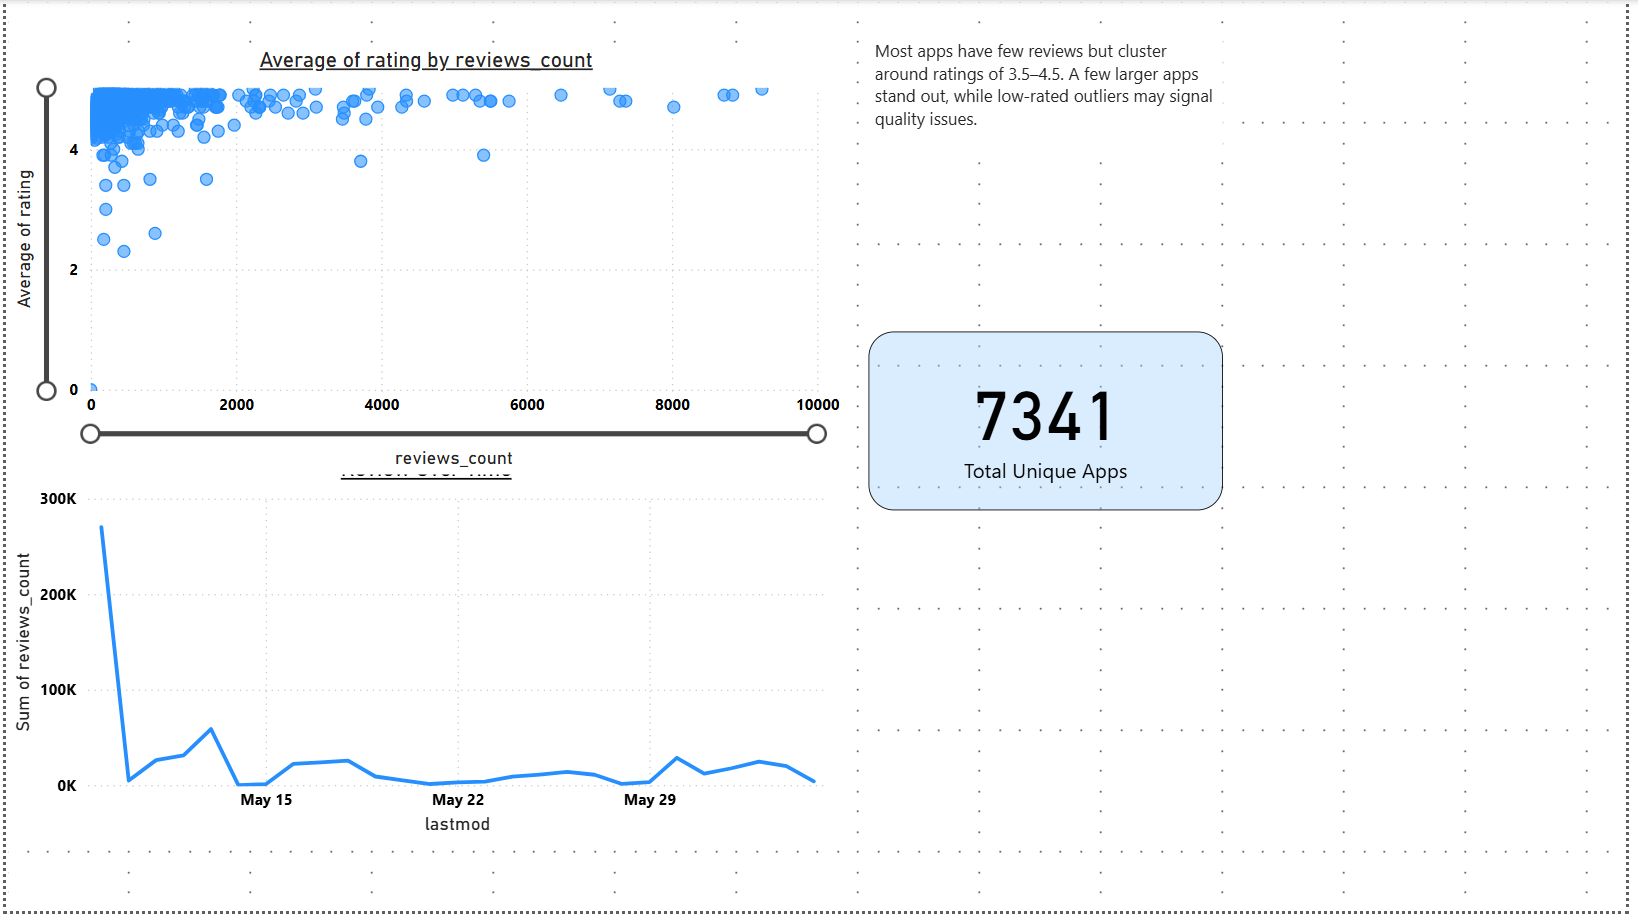 Average of rating by reviews_count
Average of rating
4
2
0
0 2000 4000 6000 8000 10000
reviews_count
Most apps have few reviews but cluster
around ratings of 3.5–4.5. A few larger apps
stand out, while low-rated outliers may signal
quality issues.
7341
Total Unique Apps
Sum of reviews_count
300K
200K
100K
0K
May 15 May 22 May 29
lastmod